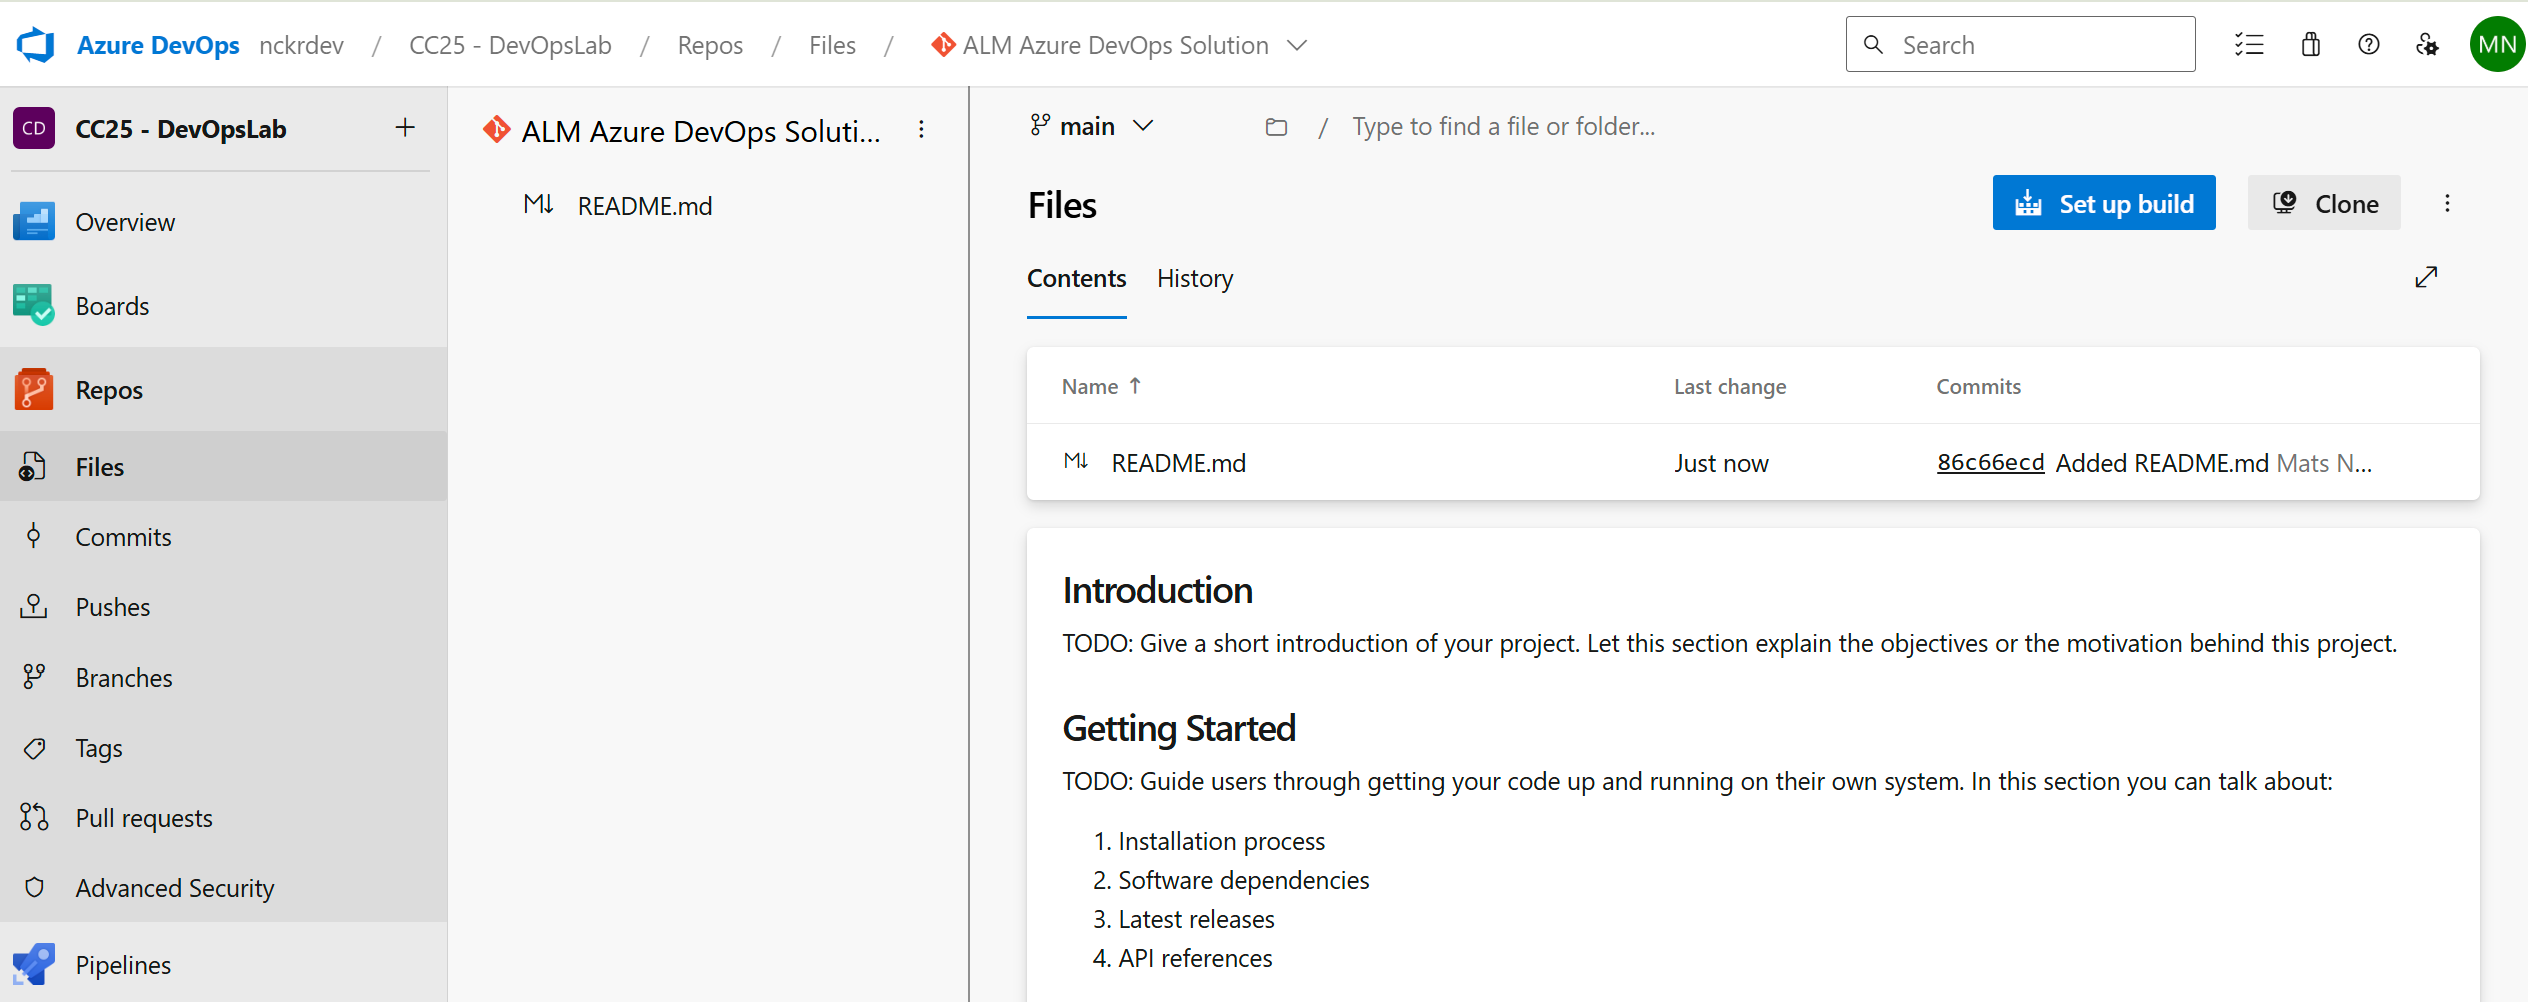 Azure DevOps nckrdev / CC25 - DevOpsLab / Repos / Files / ALM Azure DevOps Solution
Search
MN
CD CC25 - DevOpsLab
Overview
Boards
Repos
Files
Commits
Pushes
Branches
Tags
Pull requests
Advanced Security
Pipelines
ALM Azure DevOps Soluti...
README.md
main / Type to find a file or folder...
Files
Set up build
Clone
Contents History
Name ↑ Last change Commits
README.md Just now 86c66ecd Added README.md Mats N...
Introduction
TODO: Give a short introduction of your project. Let this section explain the objectives or the motivation behind this project.
Getting Started
TODO: Guide users through getting your code up and running on their own system. In this section you can talk about:
1. Installation process
2. Software dependencies
3. Latest releases
4. API references